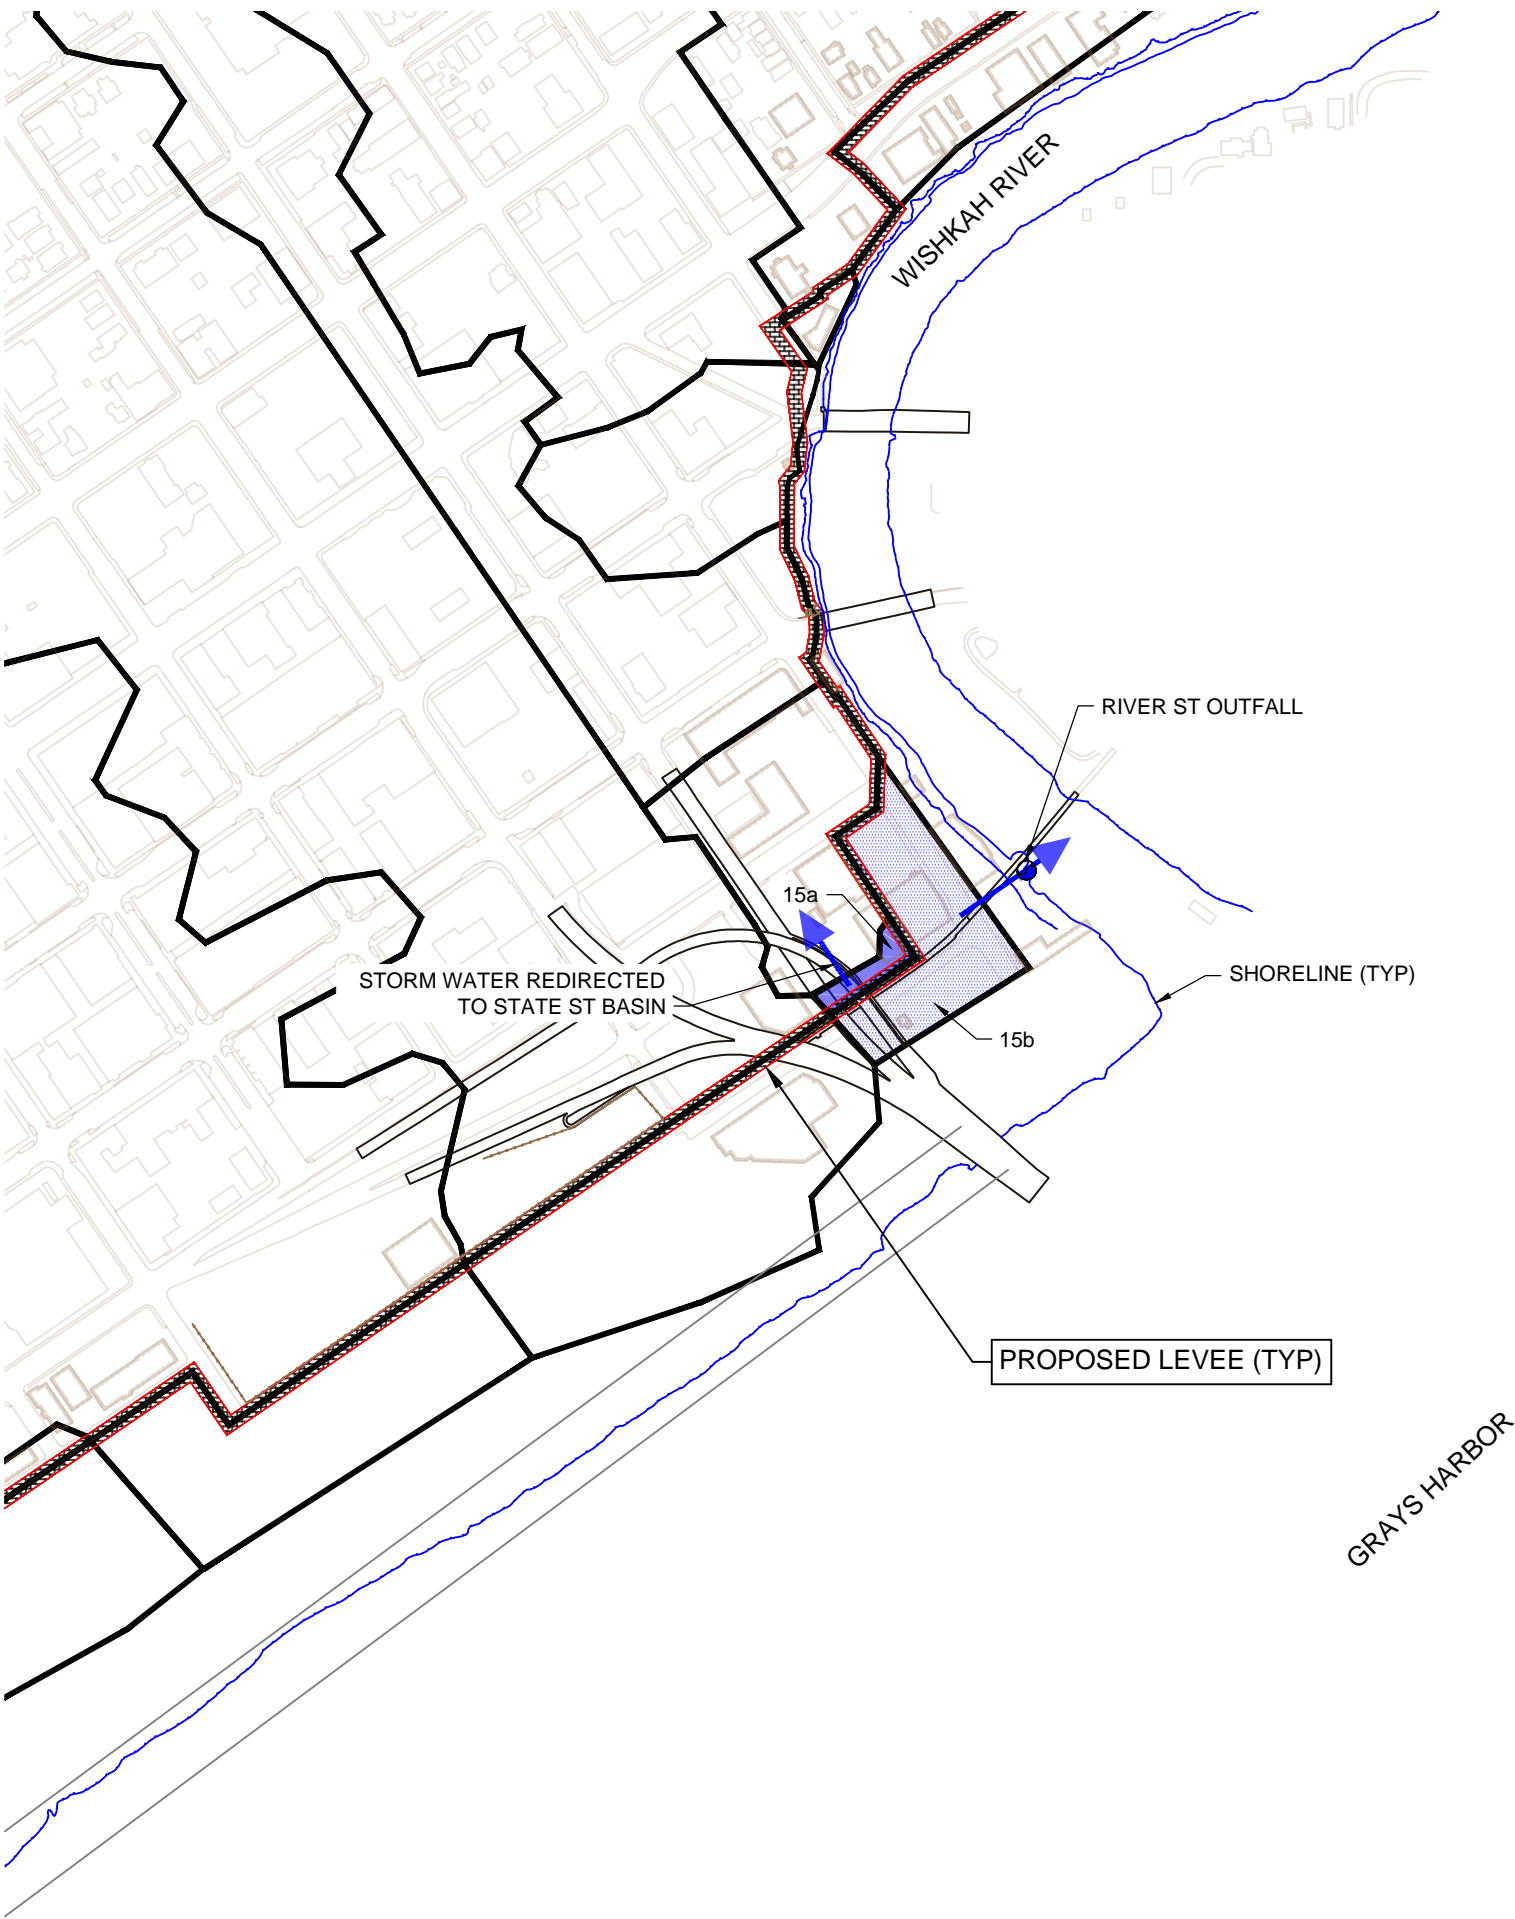 WISHKAH RIVER
RIVER ST OUTFALL
15a
STORM WATER REDIRECTED
TO STATE ST BASIN
SHORELINE (TYP)
15b
PROPOSED LEVEE (TYP)
GRAYS HARBOR